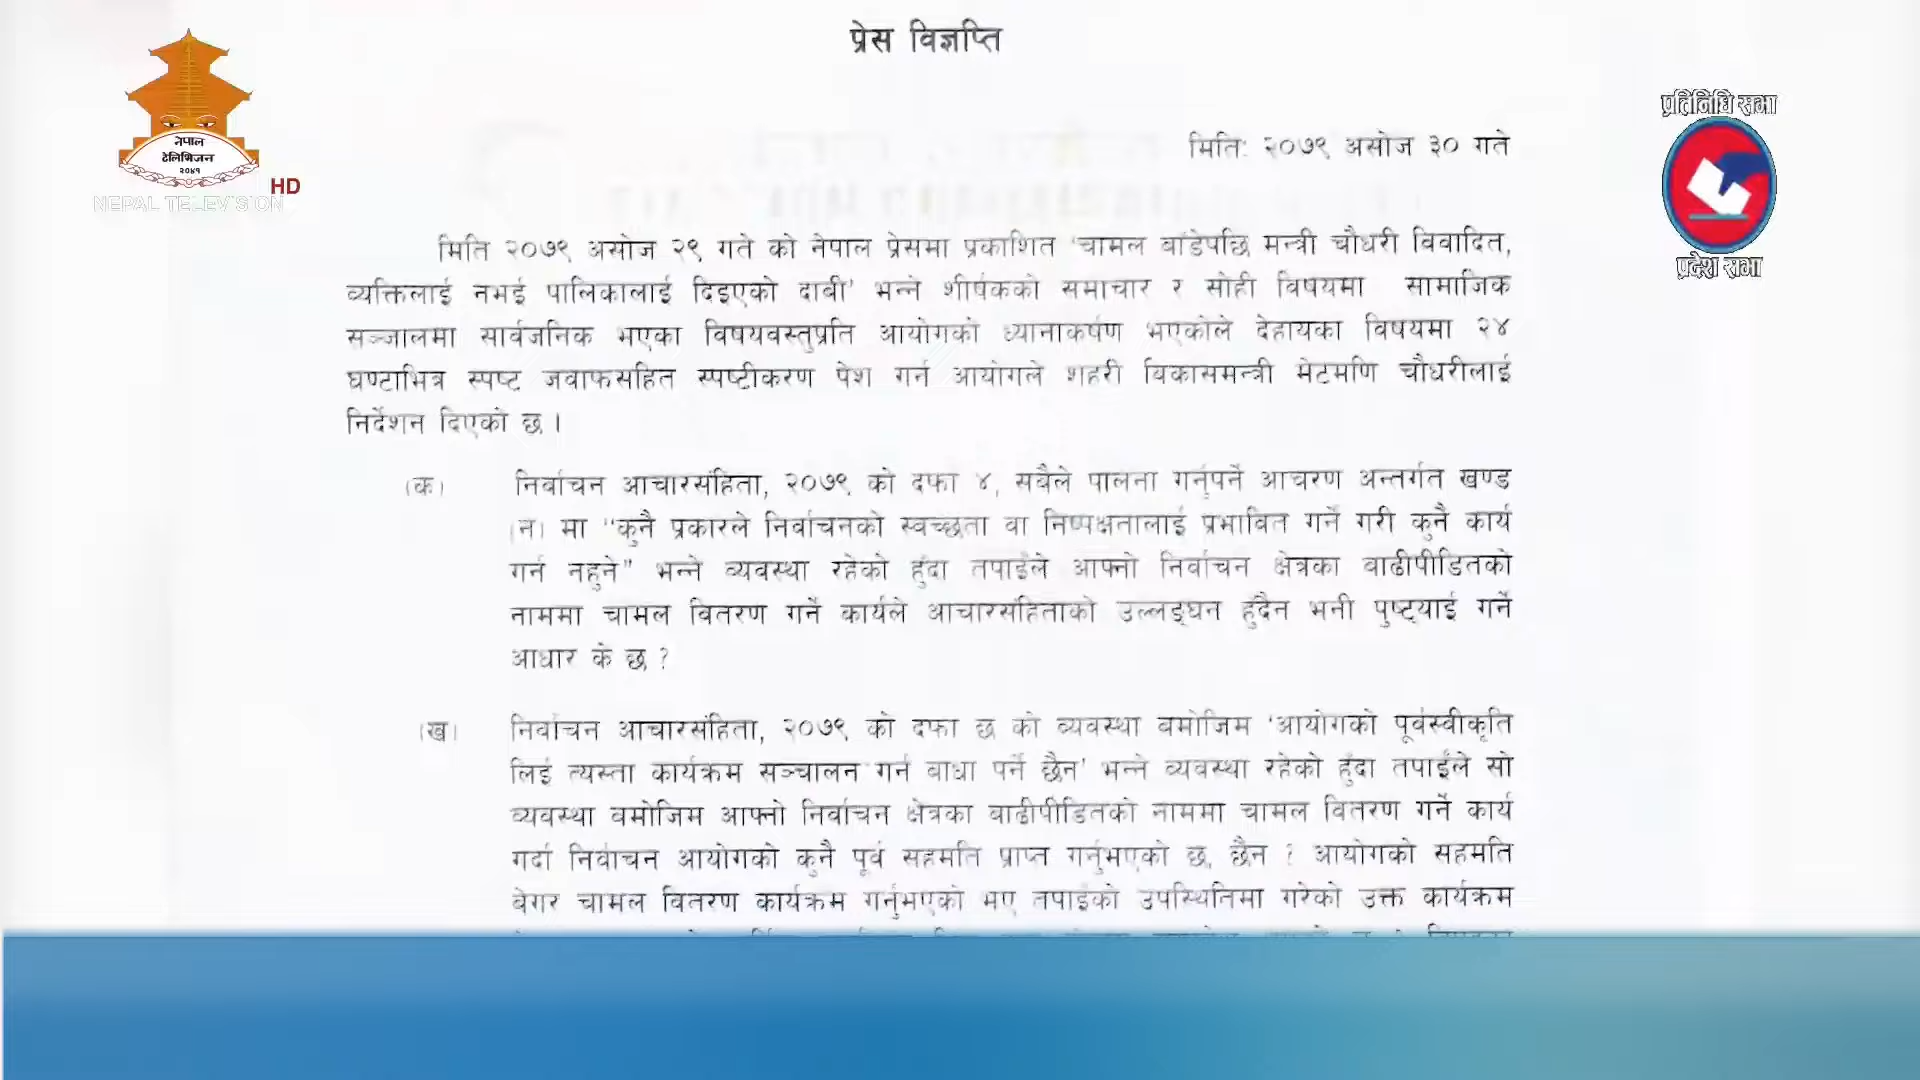 प्रेस विज्ञप्ति
नेपाल
टेलिभिजन
२०४१
HD
NEPAL TELEVISION
प्रतिनिधि सभा
प्रदेश सभा
मिति: २०७९ असोज ३० गते
मिति २०७९ असोज २९ गते को नेपाल प्रेसमा प्रकाशित 'चामल बांडेपछि मन्त्री चौधरी विवादित,
व्यक्तिलाई नभई पालिकालाई दिइएको दावी' भन्ने शीर्षकको समाचार र सोही विषयमा सामाजिक
सञ्जालमा सार्वजनिक भएका विषयवस्तुप्रति आयोगको ध्यानाकर्षण भएकोले देहायका विषयमा २४
घण्टाभित्र स्पष्ट जवाफसहित स्पष्टीकरण पेश गर्न आयोगले शहरी विकासमन्त्री मेटमणि चौधरीलाई
निर्देशन दिएको छ ।
(क) निर्वाचन आचारसंहिता, २०७९ को दफा ४, सबैले पालना गर्नुपर्ने आचरण अन्तर्गत खण्ड
(न) मा "कुनै प्रकारले निर्वाचनको स्वच्छता वा निष्पक्षतालाई प्रभावित गर्ने गरी कुनै कार्य
गर्न नहुने" भन्ने व्यवस्था रहेको हुंदा तपाईले आफ्नो निर्वाचन क्षेत्रका बाढीपीडितको
नाममा चामल वितरण गर्ने कार्यले आचारसंहिताको उल्लङ्घन हुंदैन भनी पुष्ट्याई गर्ने
आधार के छ ?
(ख) निर्वाचन आचारसंहिता, २०७९ को दफा छ को व्यवस्था बमोजिम 'आयोगको पूर्वस्वीकृति
लिई त्यस्ता कार्यक्रम सञ्चालन गर्न बाधा पर्ने छैन' भन्ने व्यवस्था रहेको हुंदा तपाईले सो
व्यवस्था बमोजिम आफ्नो निर्वाचन क्षेत्रका बाढीपीडितको नाममा चामल वितरण गर्ने कार्य
गर्दा निर्वाचन आयोगको कुनै पूर्व सहमति प्राप्त गर्नुभएको छ, छैन ? आयोगको सहमति
बेगर चामल वितरण कार्यक्रम गर्नुभएको भए तपाईको उपस्थितिमा गरेको उक्त कार्यक्रम